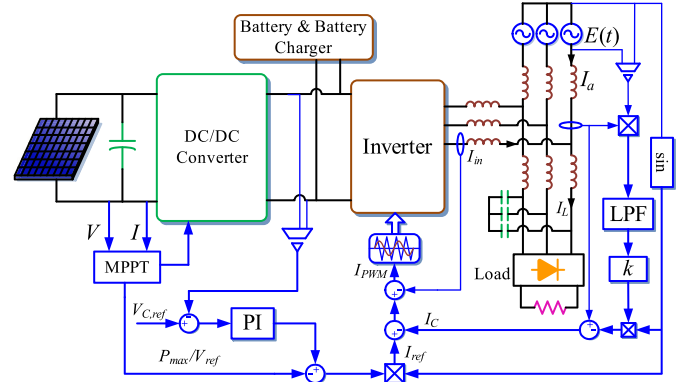 Battery & Battery
Charger
E(t)
DC/DC
Converter
Inverter
I_a
I_in
sin
V
I
I_L
LPF
MPPT
I_PWM
Load
k
V_C,ref
PI
I_C
P_max/V_ref
I_ref